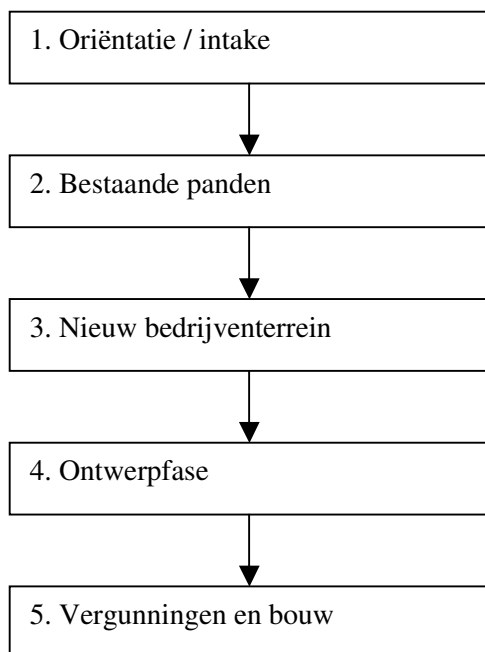 1. Oriëntatie / intake
2. Bestaande panden
3. Nieuw bedrijventerrein
4. Ontwerpfase
5. Vergunningen en bouw